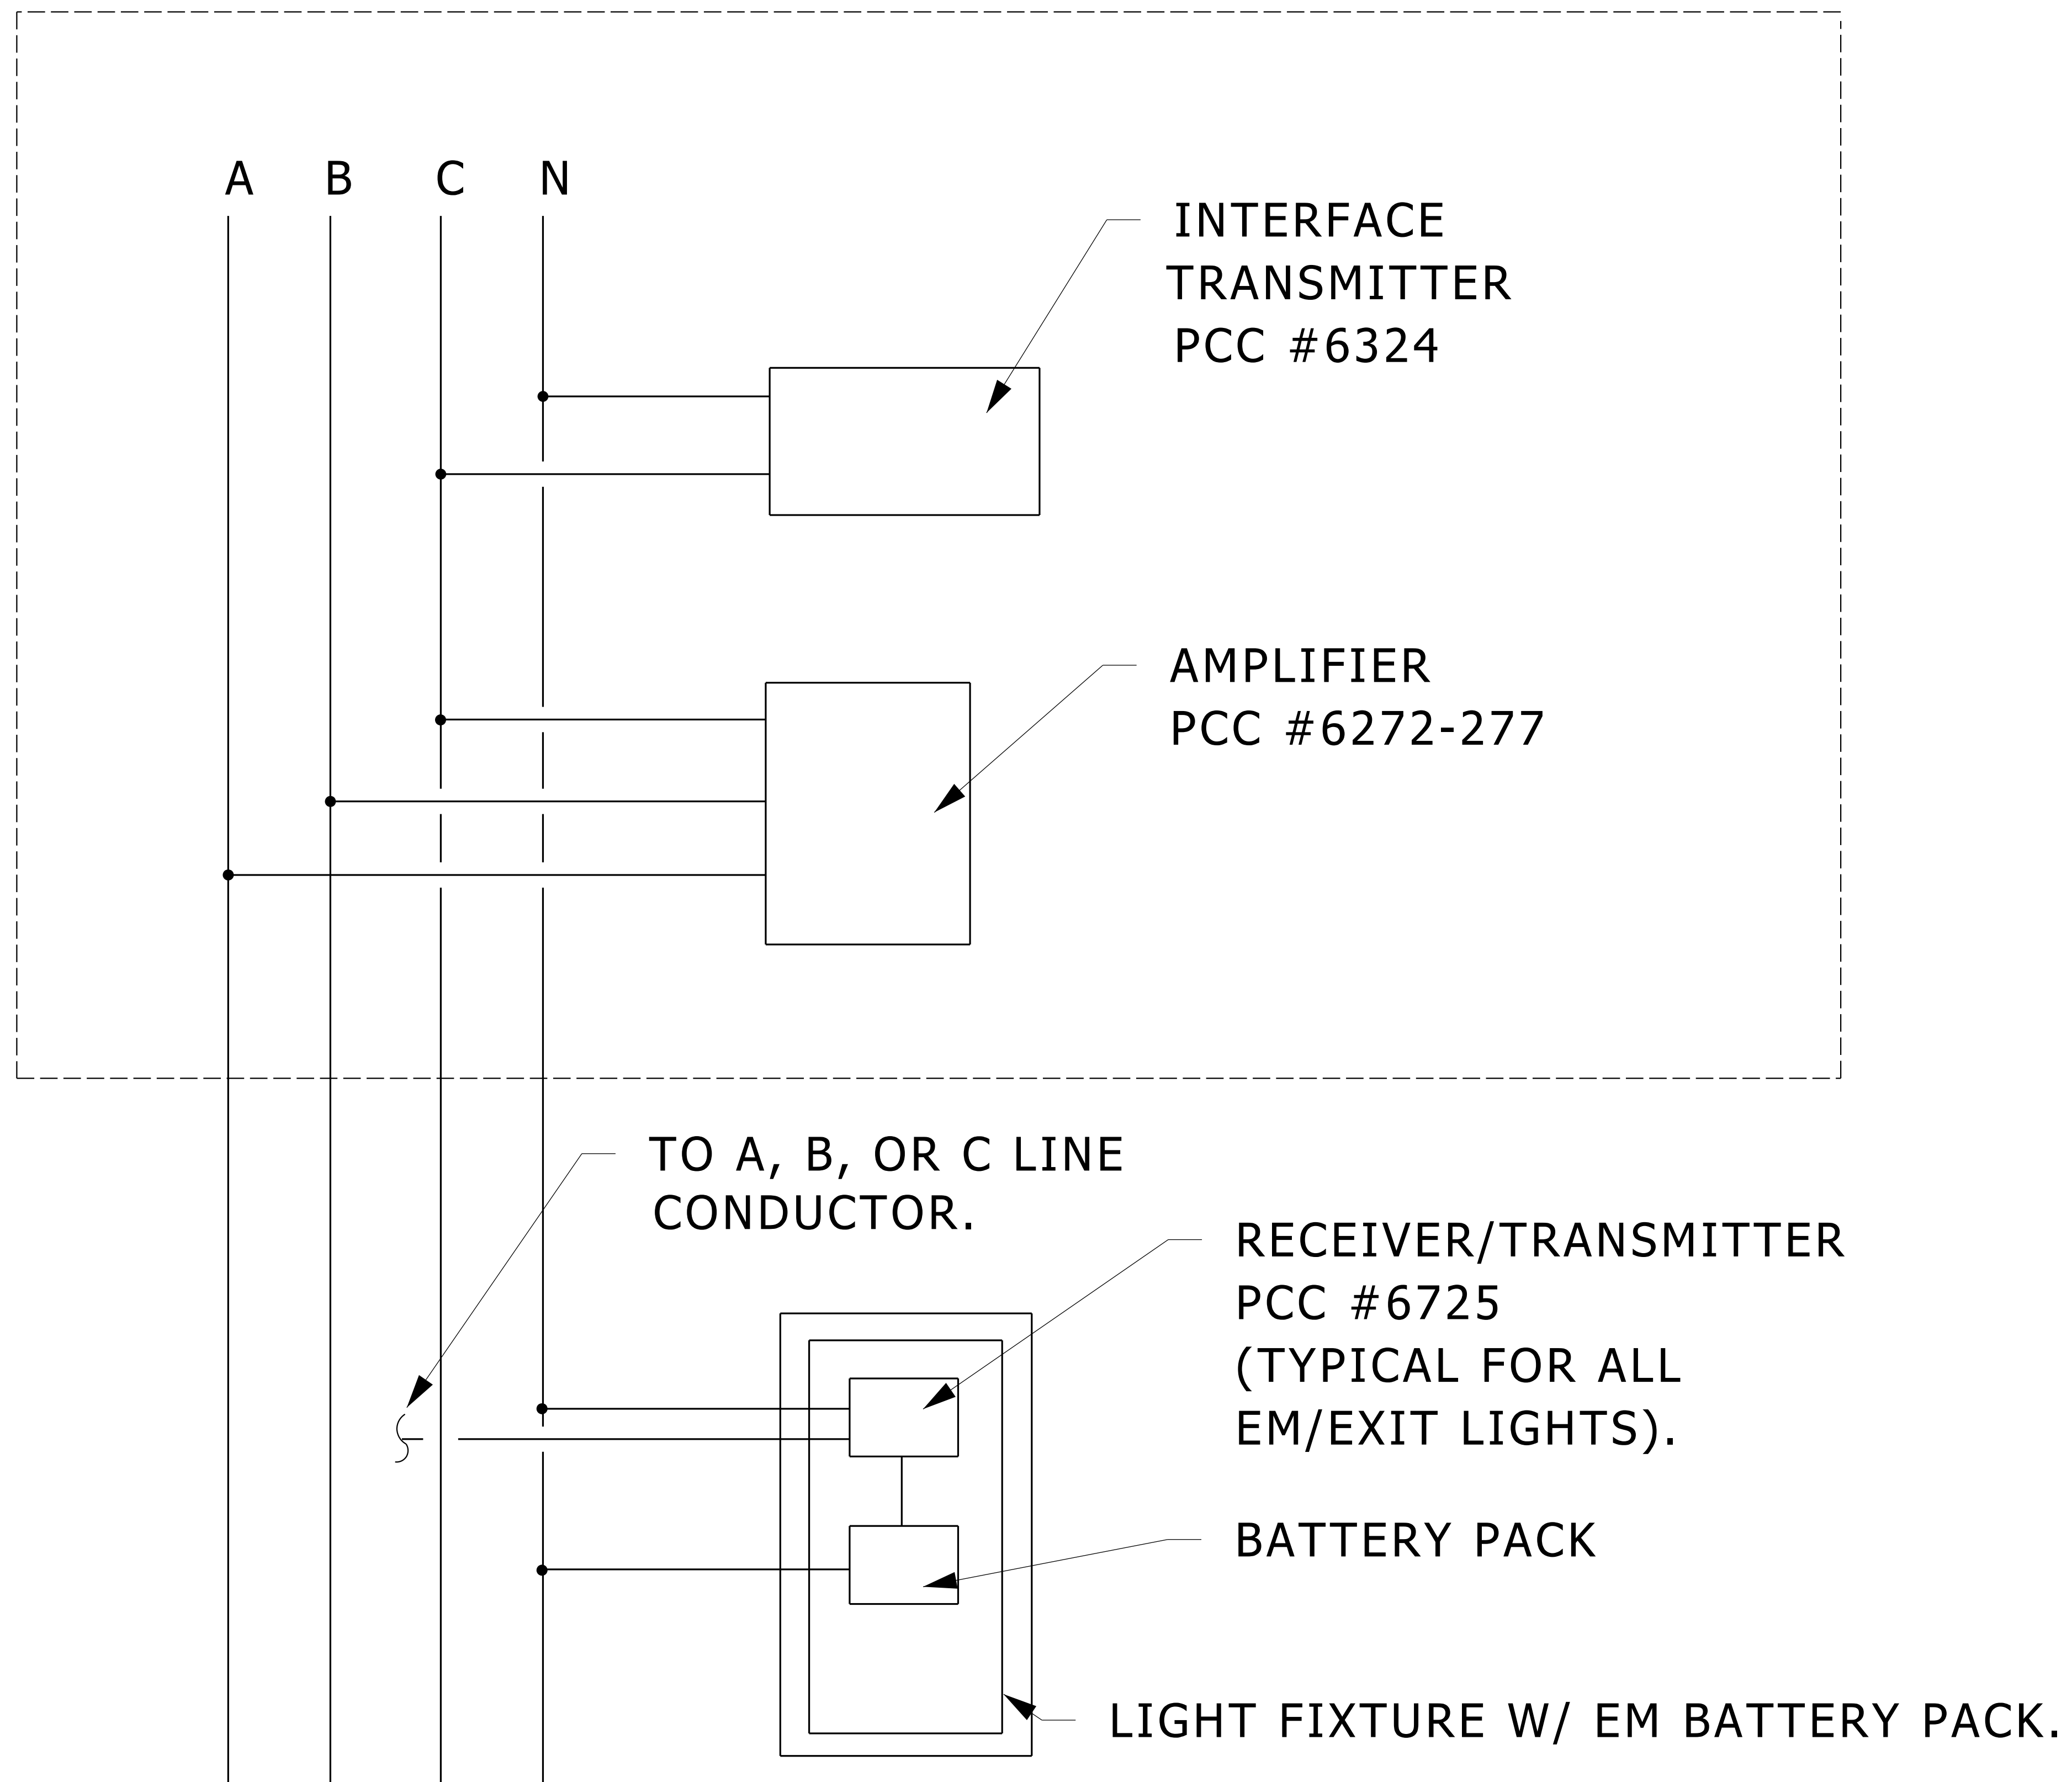 A B C N
INTERFACE
TRANSMITTER
PCC #6324
AMPLIFIER
PCC #6272-277
TO A, B, OR C LINE
CONDUCTOR.
RECEIVER/TRANSMITTER
PCC #6725
(TYPICAL FOR ALL
EM/EXIT LIGHTS).
BATTERY PACK
LIGHT FIXTURE W/ EM BATTERY PACK.